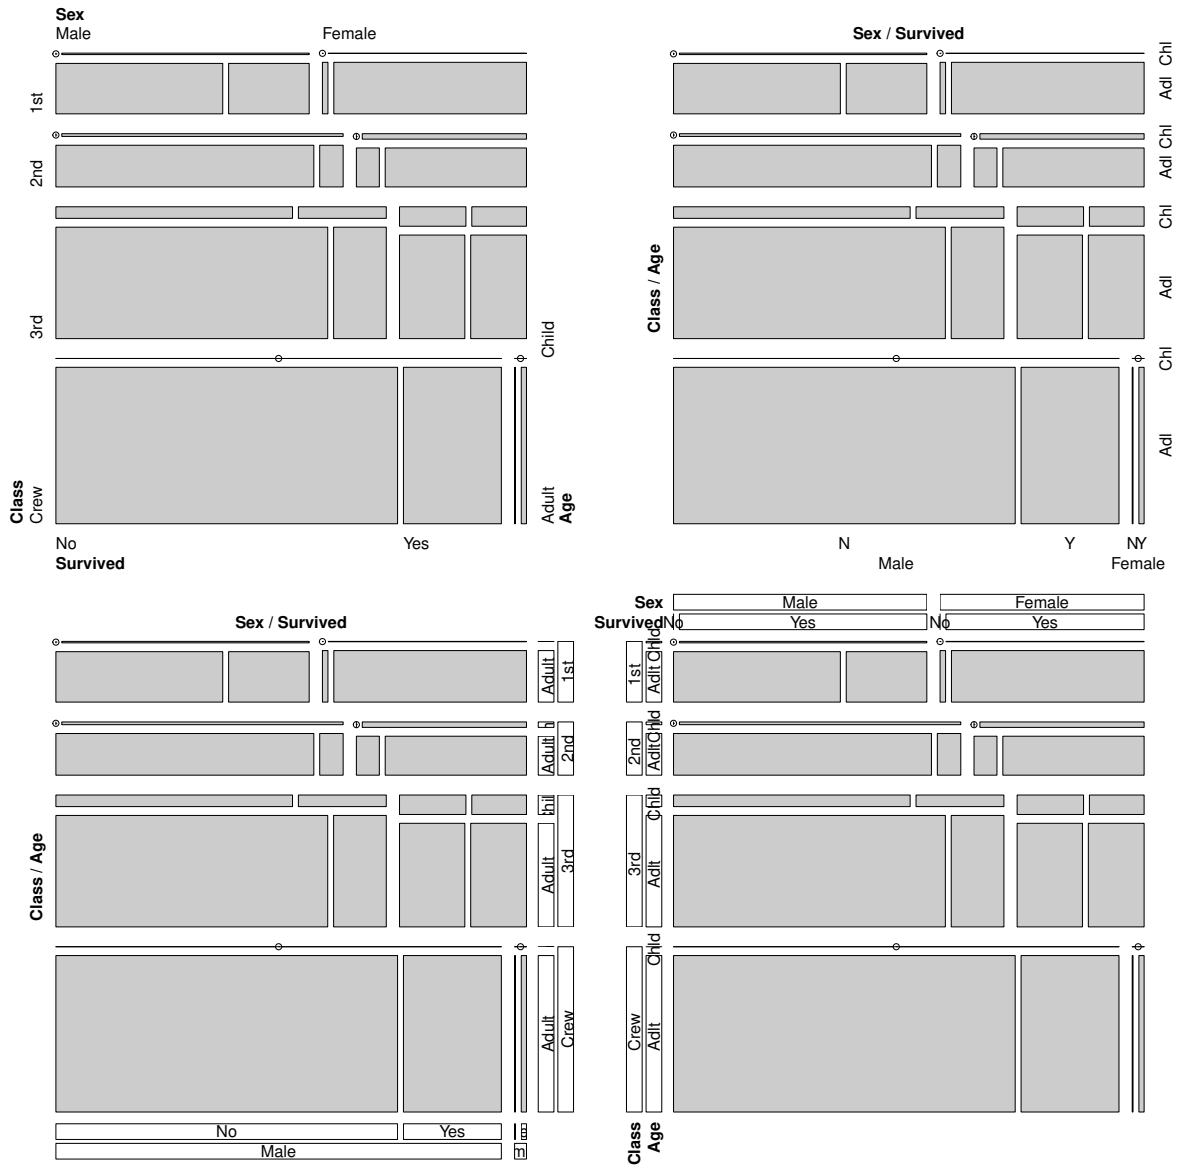 Sex
Male Female
1st
2nd
3rd
Crew
Class
Child
Adult
Age
No Yes
Survived
Sex / Survived
Chl
Adl
Chl
Adl
Chl
Adl
Chl
Adl
Class / Age
N Y N Y
Male Female
Sex / Survived
Adult 1st
Adult 2nd
Adult 3rd
Adult Crew
Class / Age
No Yes
Male
Sex Male Female
Survived No Yes No Yes
1st Adlt Chld
2nd Adlt Chld
3rd Adlt Chld
Crew Adlt Chld
Class Age